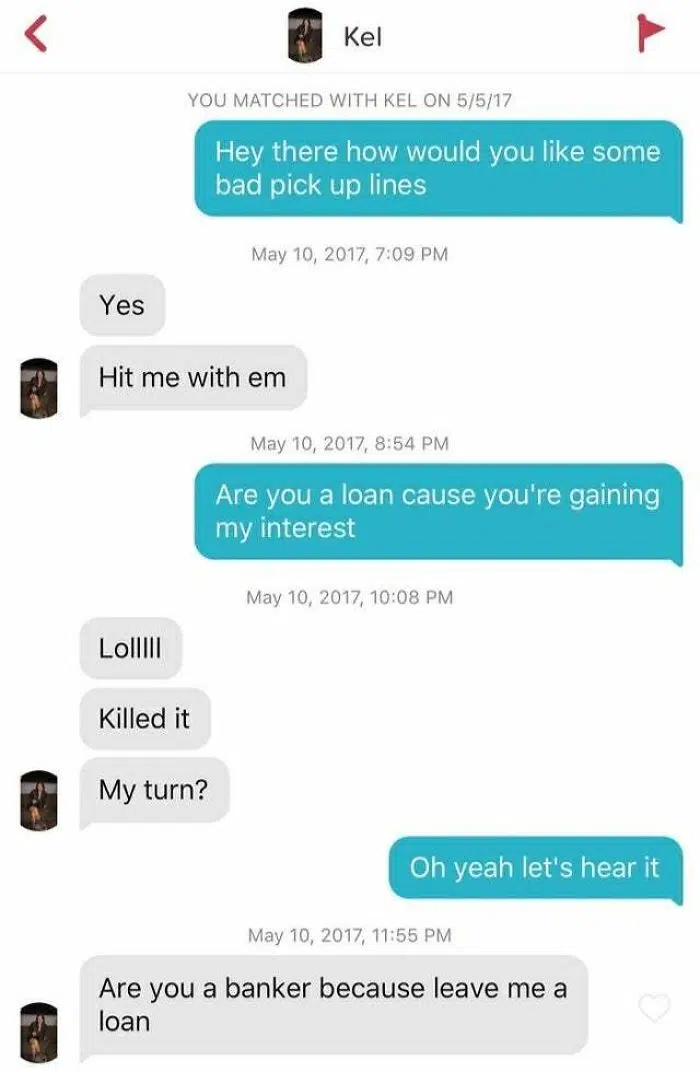 Kel
YOU MATCHED WITH KEL ON 5/5/17
Hey there how would you like some
bad pick up lines
May 10, 2017, 7:09 PM
Yes
Hit me with em
May 10, 2017, 8:54 PM
Are you a loan cause you're gaining
my interest
May 10, 2017, 10:08 PM
Lolllll
Killed it
My turn?
Oh yeah let's hear it
May 10, 2017, 11:55 PM
Are you a banker because leave me a
loan